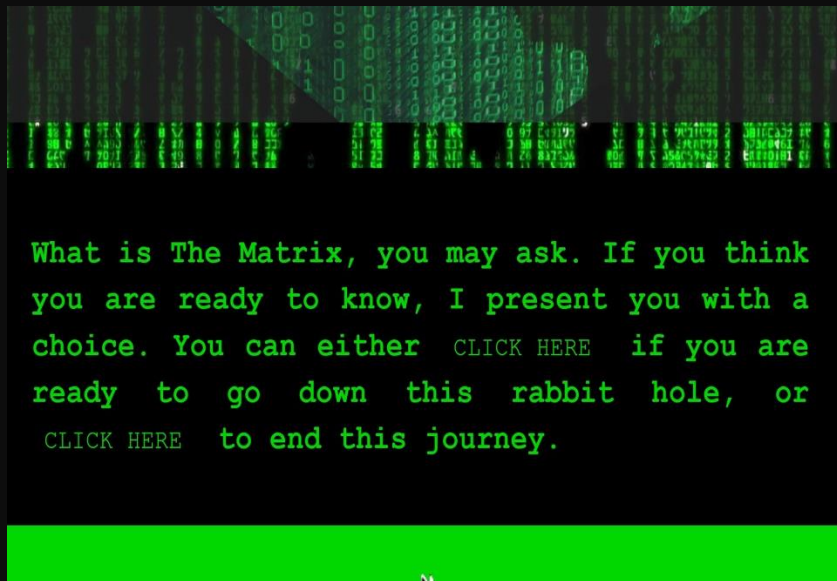 What is The Matrix, you may ask. If you think
you are ready to know, I present you with a
choice. You can either CLICK HERE if you are
ready to go down this rabbit hole, or
CLICK HERE to end this journey.